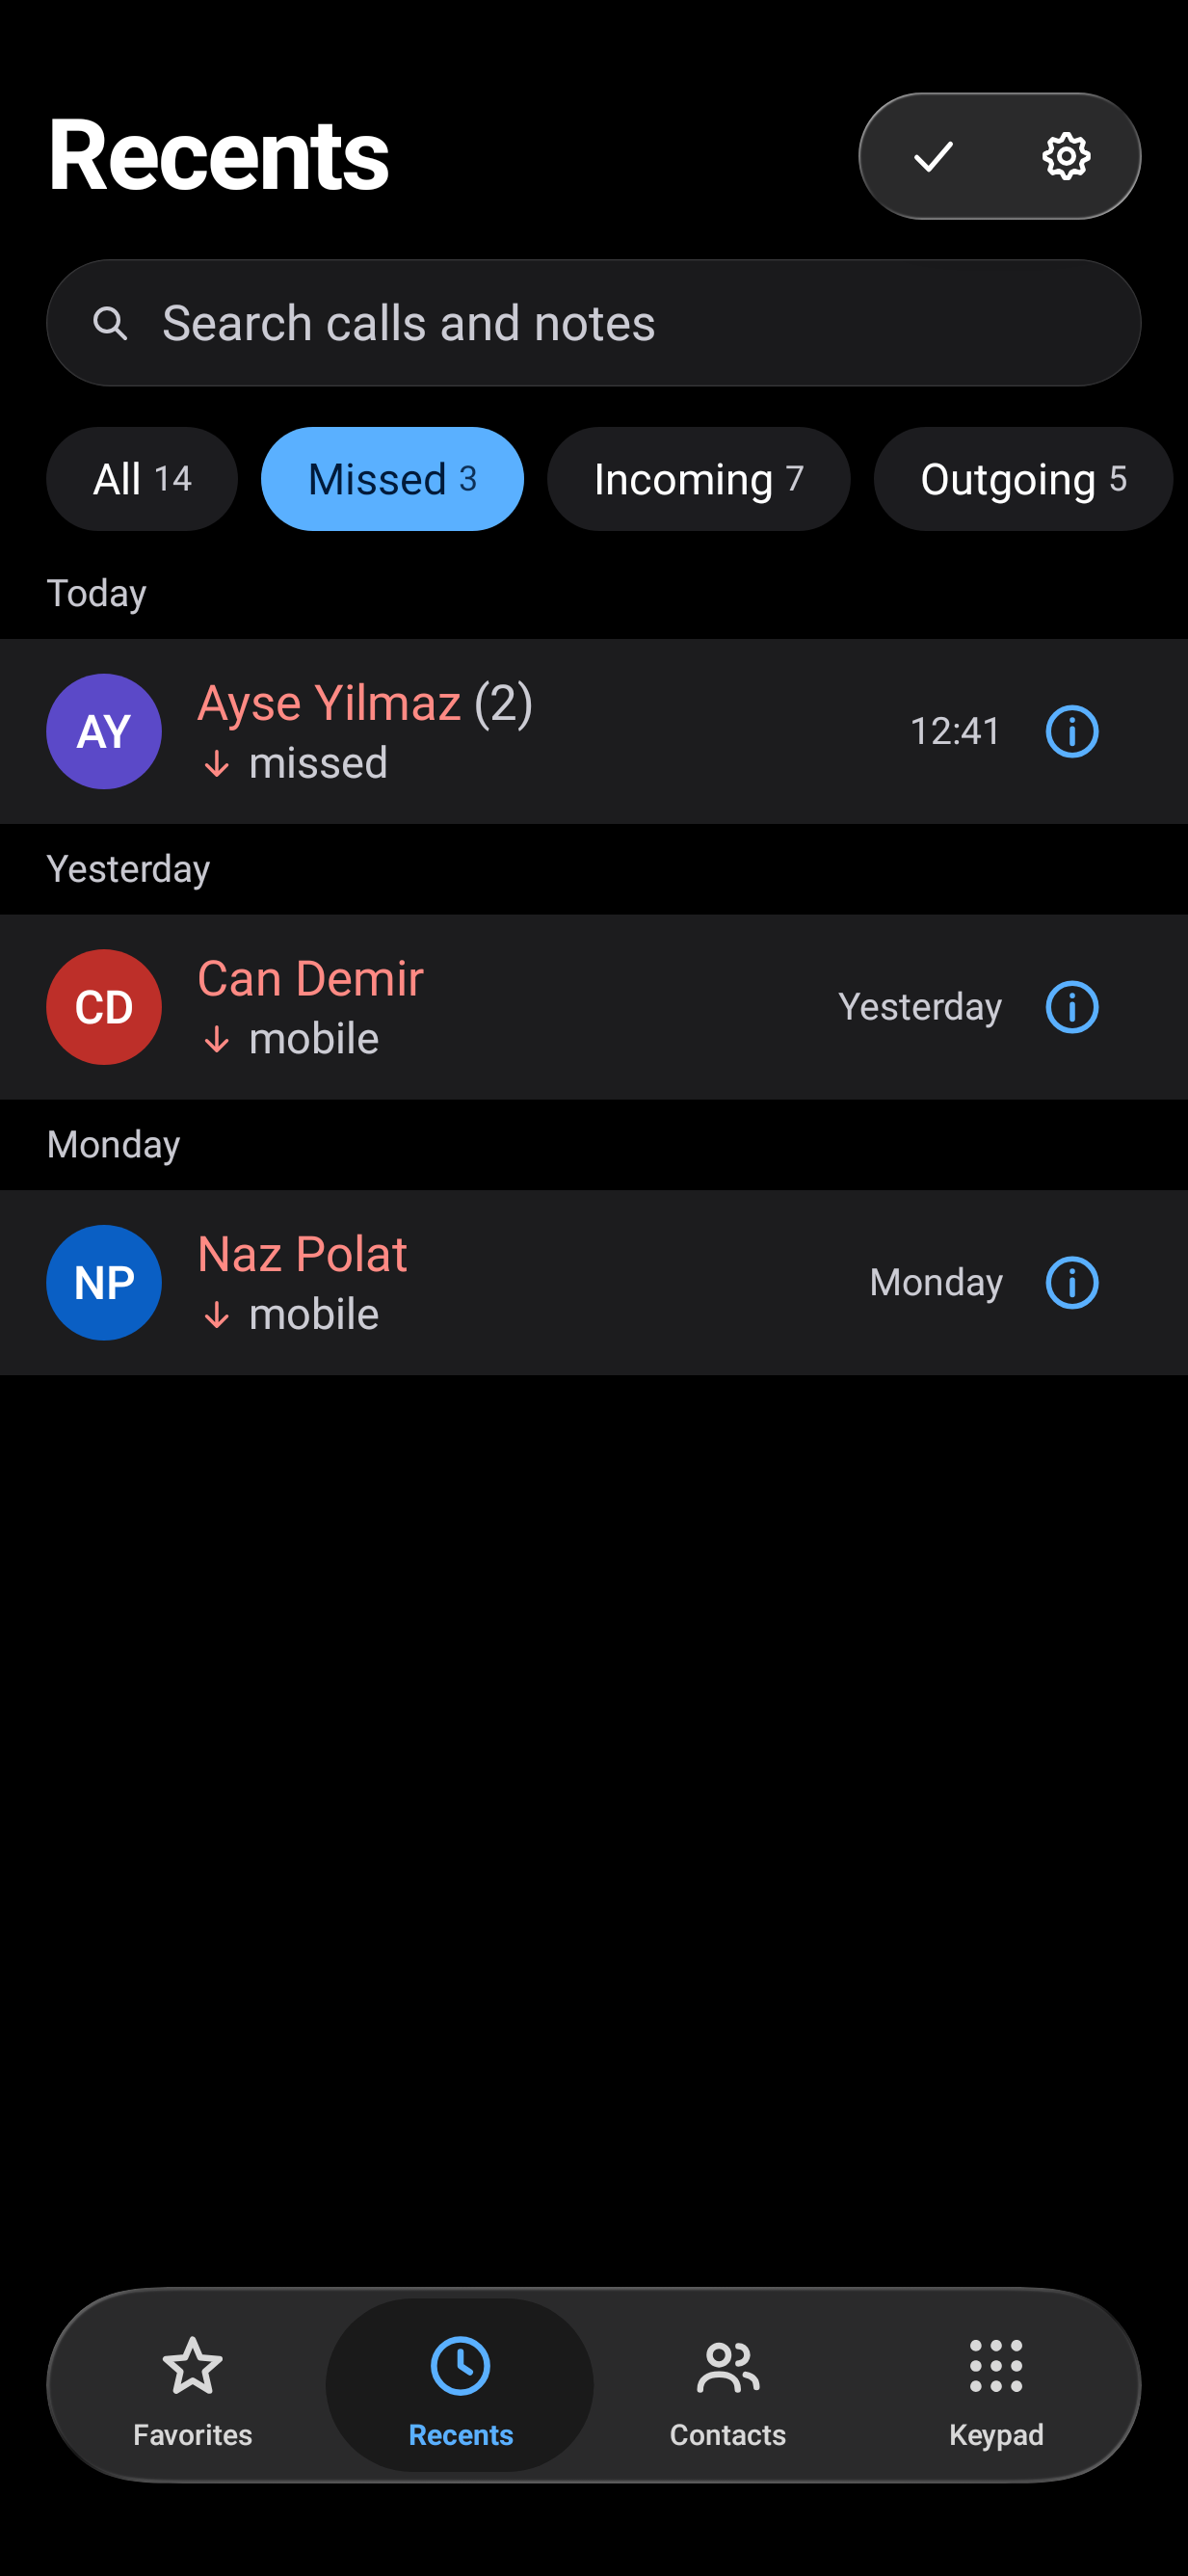 Recents
Search calls and notes
All 14
Missed 3
Incoming 7
Outgoing 5
Today
AY
Ayse Yilmaz (2)
missed
12:41
Yesterday
CD
Can Demir
mobile
Yesterday
Monday
NP
Naz Polat
mobile
Monday
Favorites
Recents
Contacts
Keypad